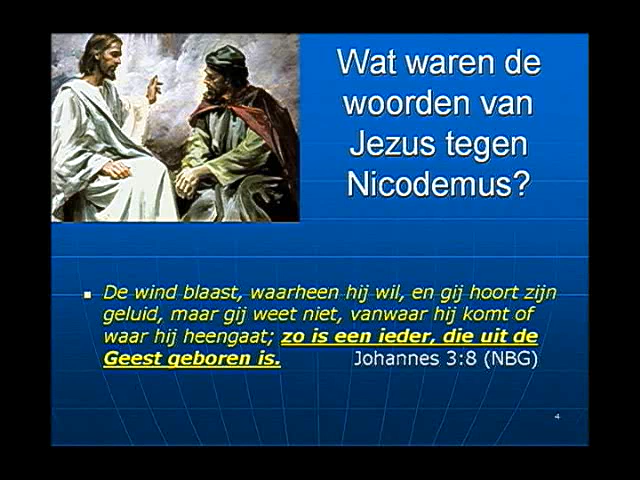 Wat waren de
woorden van
Jezus tegen
Nicodemus?
De wind blaast, waarheen hij wil, en gij hoort zijn
geluid, maar gij weet niet, vanwaar hij komt of
waar hij heengaat; zo is een ieder, die uit de
Geest geboren is. Johannes 3:8 (NBG)
4